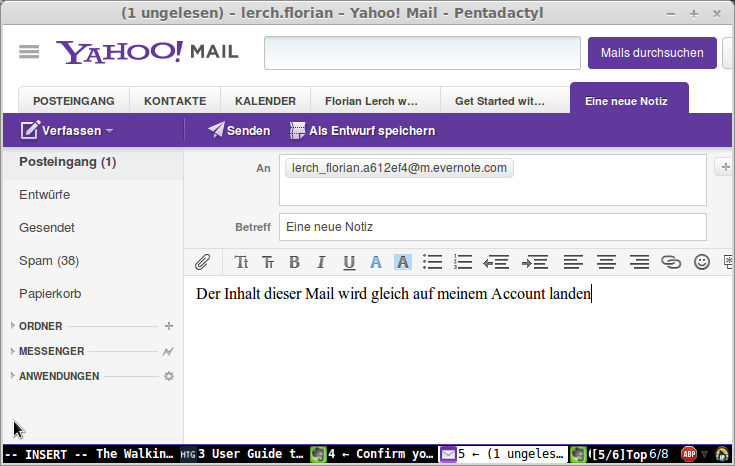 (1 ungelesen) – lerch.florian – Yahoo! Mail - Pentadactyl
YAHOO! MAIL
Mails durchsuchen
POSTEINGANG KONTAKTE KALENDER Florian Lerch w… Get Started wit… Eine neue Notiz
Verfassen Senden Als Entwurf speichern
Posteingang (1)
Entwürfe
Gesendet
Spam (38)
Papierkorb
ORDNER
MESSENGER
ANWENDUNGEN
An lerch_florian.a612ef4@m.evernote.com
Betreff Eine neue Notiz
Tt Tr B I U A A
Der Inhalt dieser Mail wird gleich auf meinem Account landen
-- INSERT -- The Walkin… HTG 3 User Guide t… 4 ← Confirm yo… 5 ← (1 ungeles… [5/6] Top 6/8 ABP